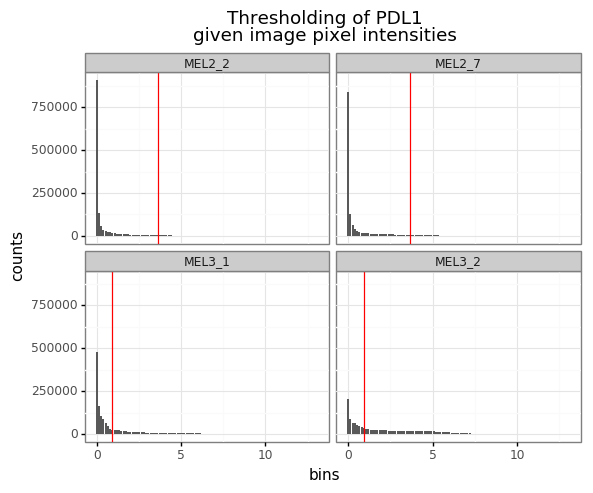 Thresholding of PDL1
given image pixel intensities
MEL2_2
MEL2_7
750000
500000
250000
0
counts
MEL3_1
MEL3_2
750000
500000
250000
0
0
5
10
0
5
10
bins